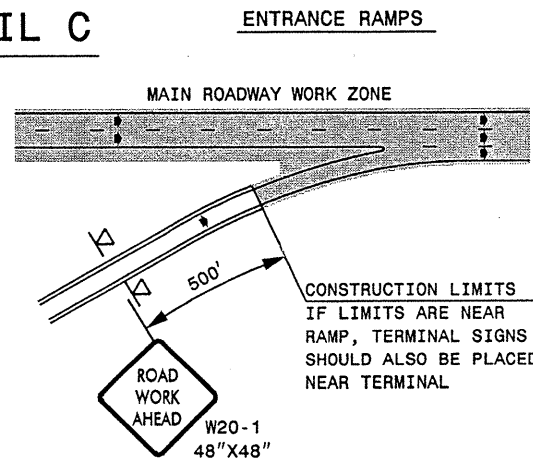 IL C
ENTRANCE RAMPS
MAIN ROADWAY WORK ZONE
500'
CONSTRUCTION LIMITS
IF LIMITS ARE NEAR
RAMP, TERMINAL SIGNS
SHOULD ALSO BE PLACED
NEAR TERMINAL
ROAD
WORK
AHEAD
W20-1
48"X48"